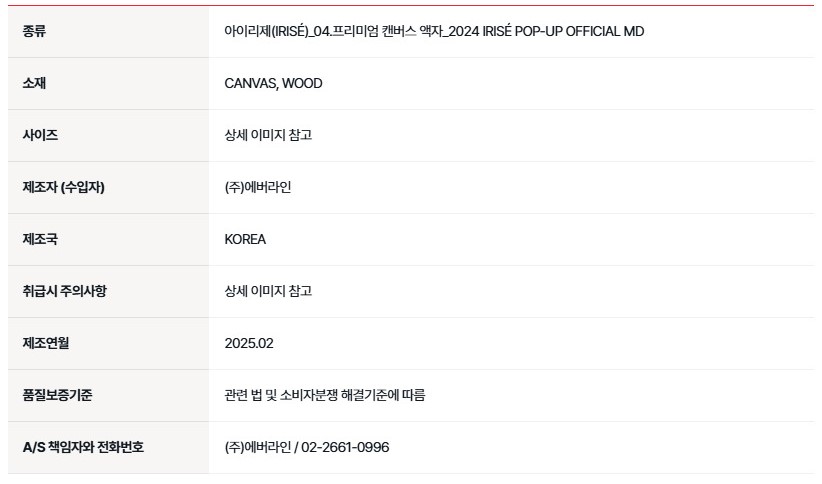 종류 아이리제(IRISÉ)_04.프리미엄 캔버스 액자_2024 IRISÉ POP-UP OFFICIAL MD
소재 CANVAS, WOOD
사이즈 상세 이미지 참고
제조자 (수입자) (주)에버라인
제조국 KOREA
취급시 주의사항 상세 이미지 참고
제조연월 2025.02
품질보증기준 관련 법 및 소비자분쟁 해결기준에 따름
A/S 책임자와 전화번호 (주)에버라인 / 02-2661-0996